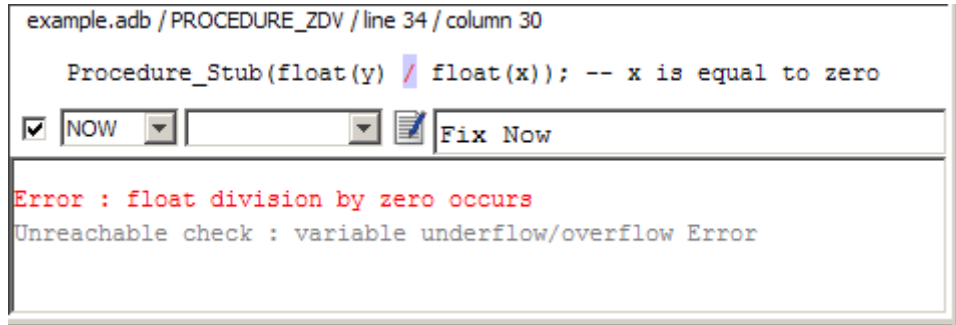 example.adb / PROCEDURE_ZDV / line 34 / column 30
Procedure_Stub(float(y) / float(x)); -- x is equal to zero
NOW Fix Now
Error : float division by zero occurs
Unreachable check : variable underflow/overflow Error